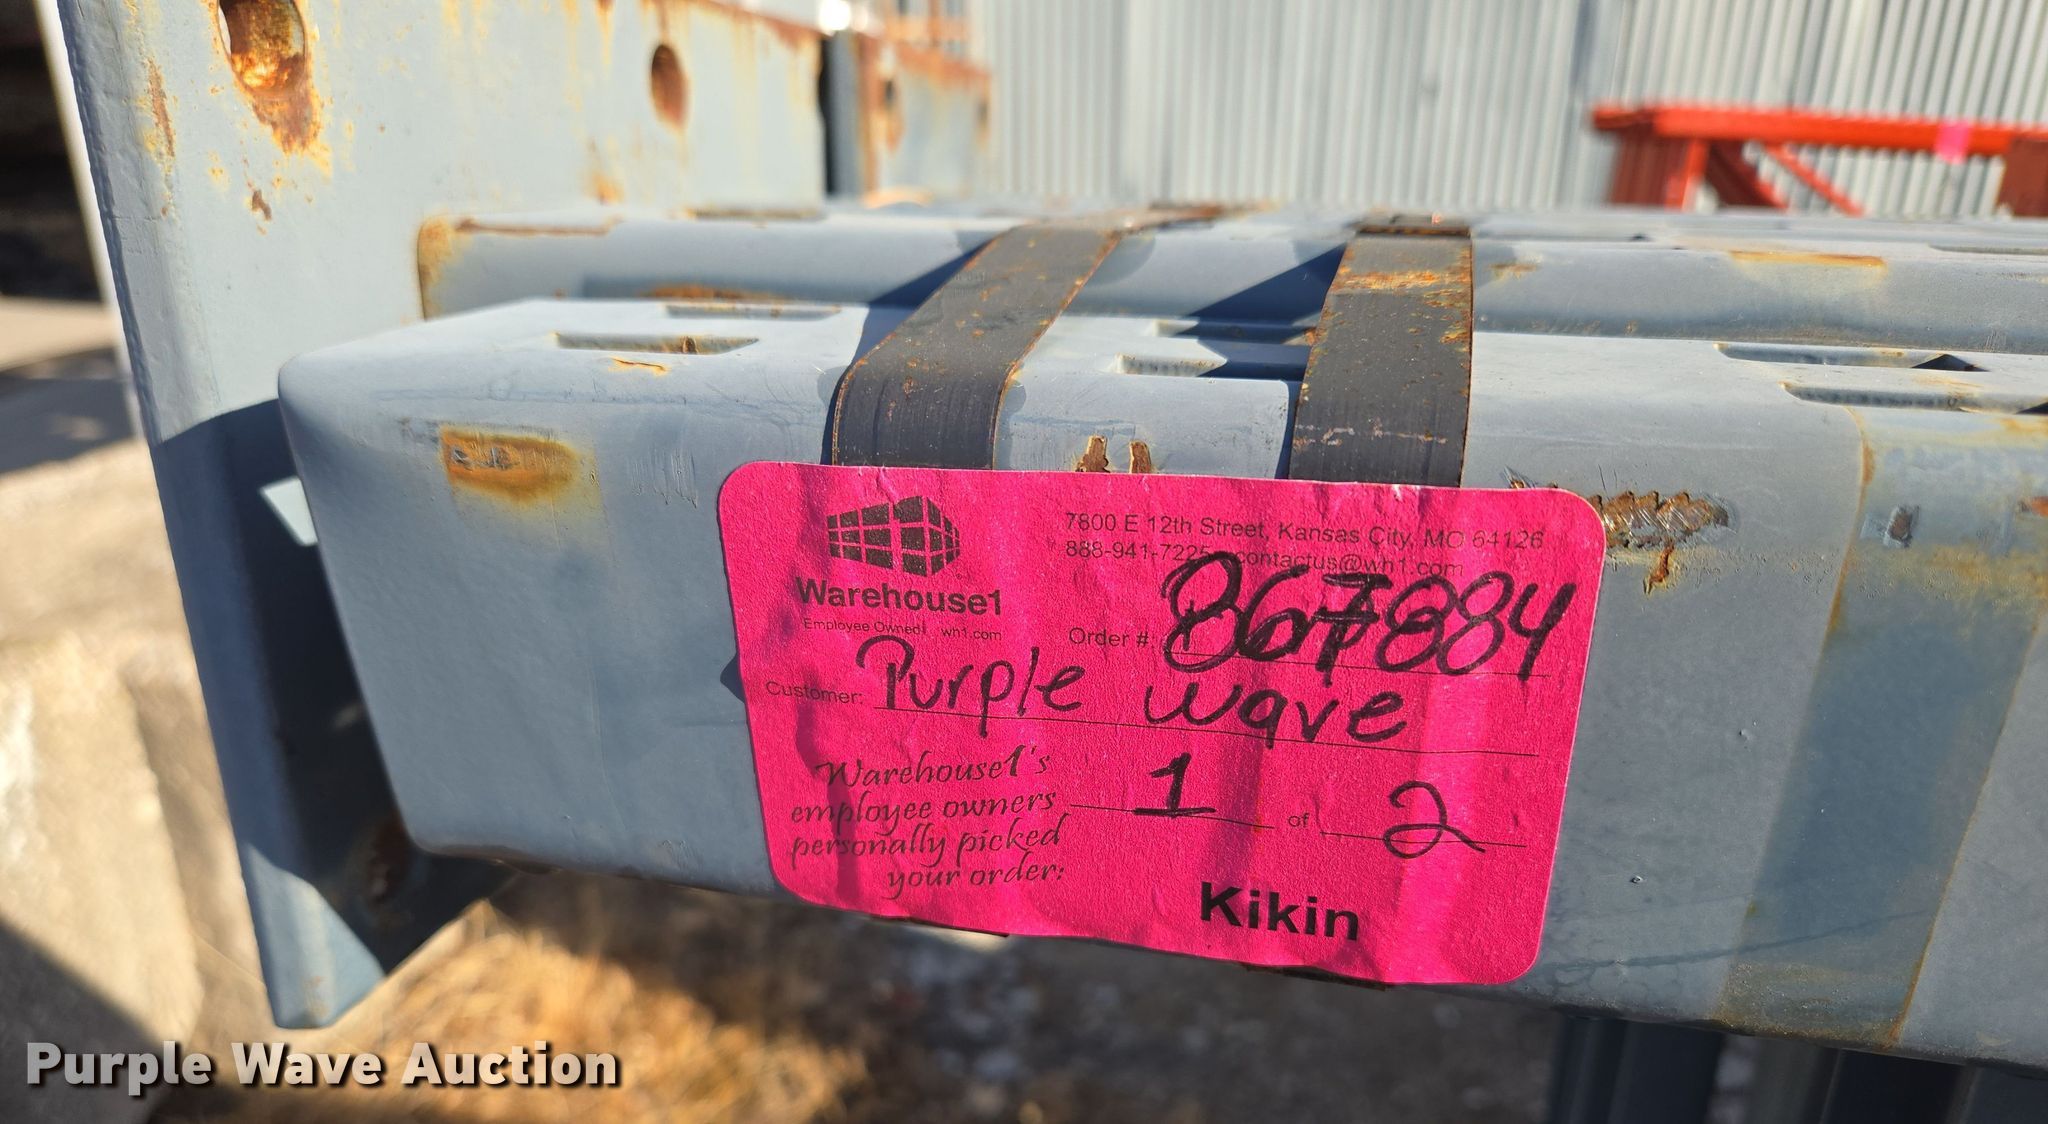 7800 E 12th Street, Kansas City, MO 64126
888-941-7225 contactus@wh1.com
Warehouse1
Employee Owned! wh1.com
Order #:
Customer: Purple wave
Warehouse1's
employee owners
personally picked
your order:
1 of 2
Kikin
Purple Wave Auction